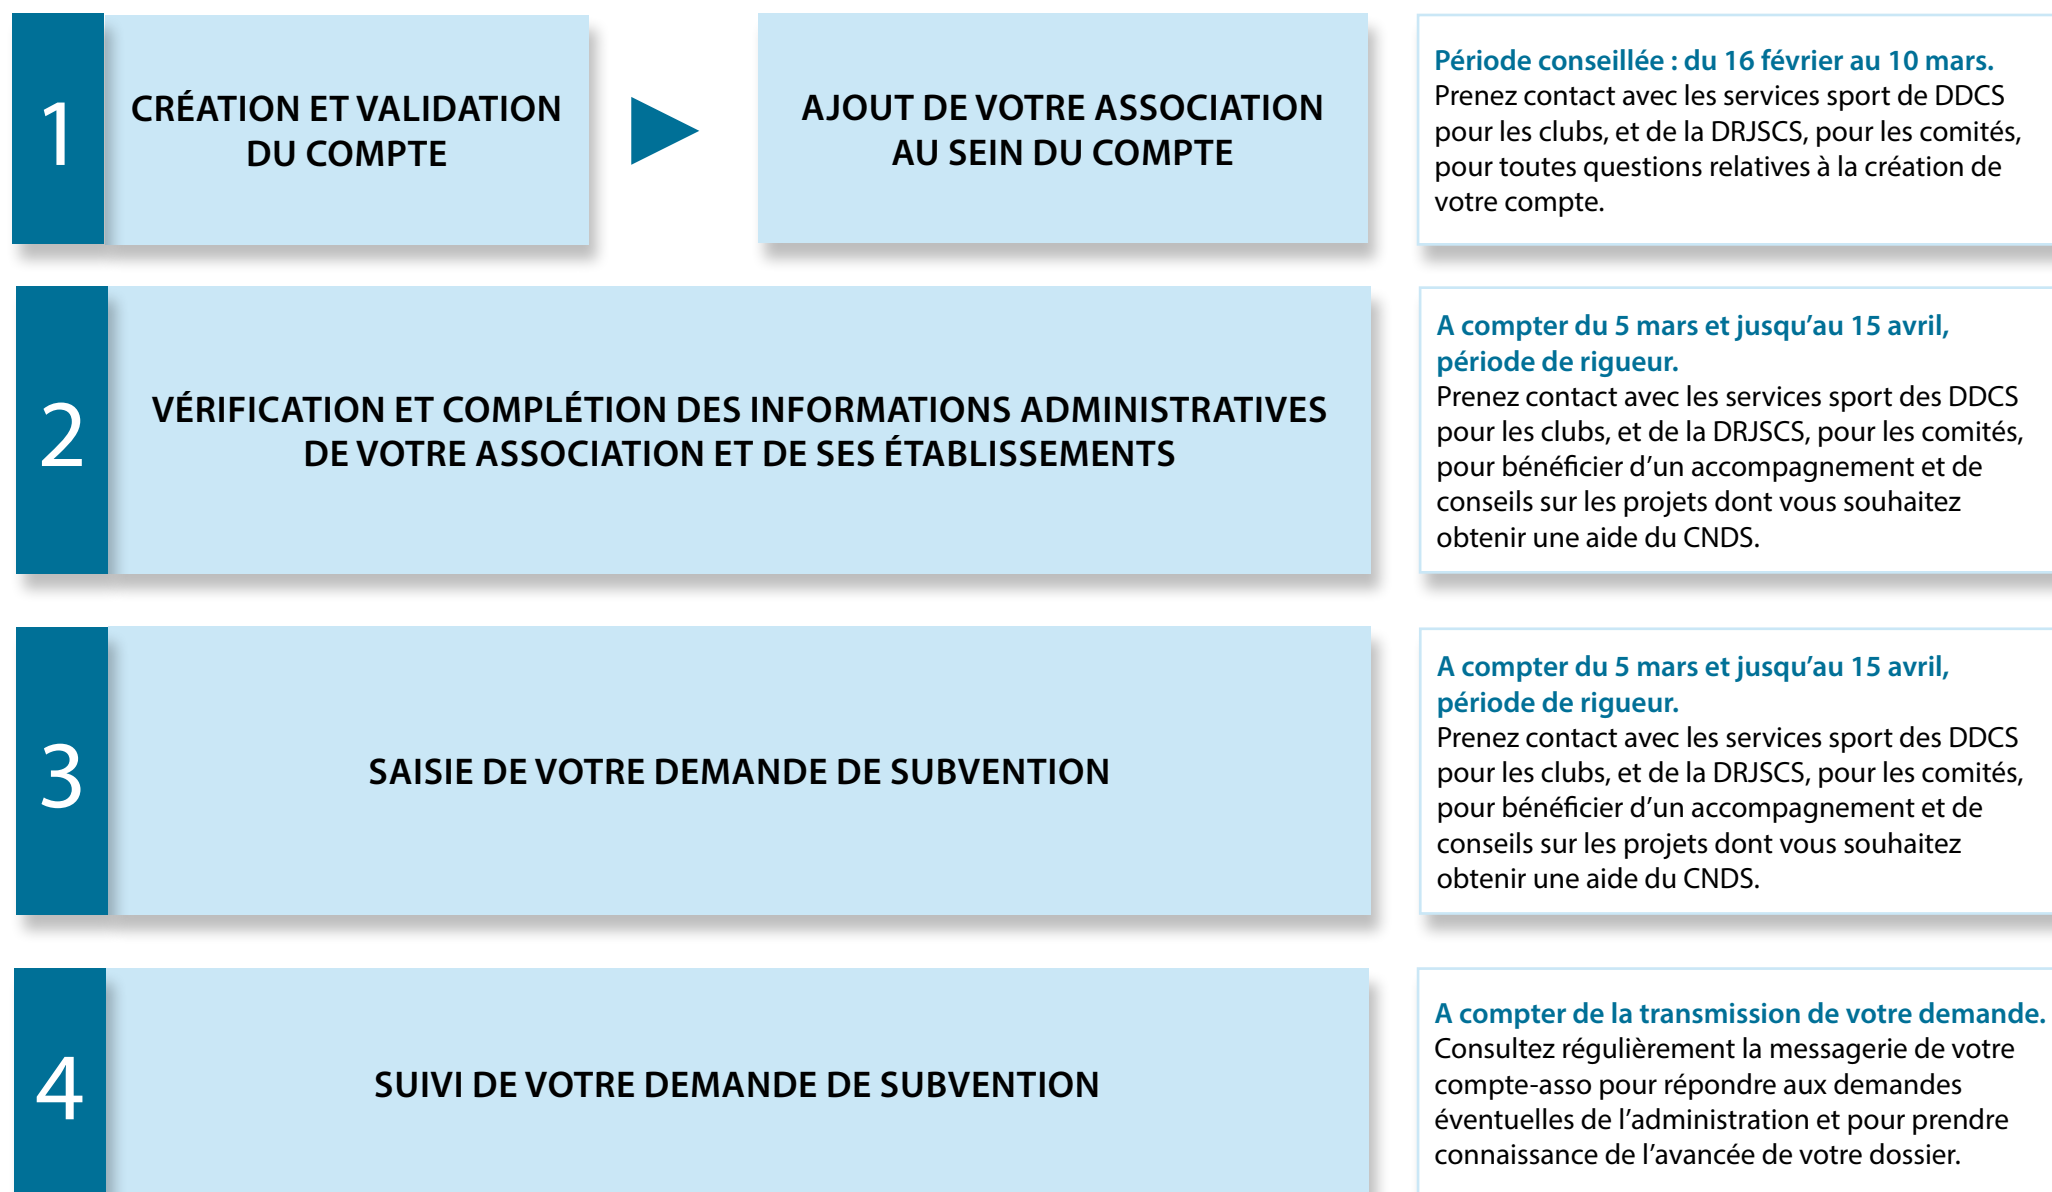 1
CRÉATION ET VALIDATION
DU COMPTE
AJOUT DE VOTRE ASSOCIATION
AU SEIN DU COMPTE
Période conseillée : du 16 février au 10 mars.
Prenez contact avec les services sport de DDCS
pour les clubs, et de la DRJSCS, pour les comités,
pour toutes questions relatives à la création de
votre compte.
2
VÉRIFICATION ET COMPLÉTION DES INFORMATIONS ADMINISTRATIVES
DE VOTRE ASSOCIATION ET DE SES ÉTABLISSEMENTS
A compter du 5 mars et jusqu’au 15 avril,
période de rigueur.
Prenez contact avec les services sport des DDCS
pour les clubs, et de la DRJSCS, pour les comités,
pour bénéficier d’un accompagnement et de
conseils sur les projets dont vous souhaitez
obtenir une aide du CNDS.
3
SAISIE DE VOTRE DEMANDE DE SUBVENTION
A compter du 5 mars et jusqu’au 15 avril,
période de rigueur.
Prenez contact avec les services sport des DDCS
pour les clubs, et de la DRJSCS, pour les comités,
pour bénéficier d’un accompagnement et de
conseils sur les projets dont vous souhaitez
obtenir une aide du CNDS.
4
SUIVI DE VOTRE DEMANDE DE SUBVENTION
A compter de la transmission de votre demande.
Consultez régulièrement la messagerie de votre
compte-asso pour répondre aux demandes
éventuelles de l’administration et pour prendre
connaissance de l’avancée de votre dossier.